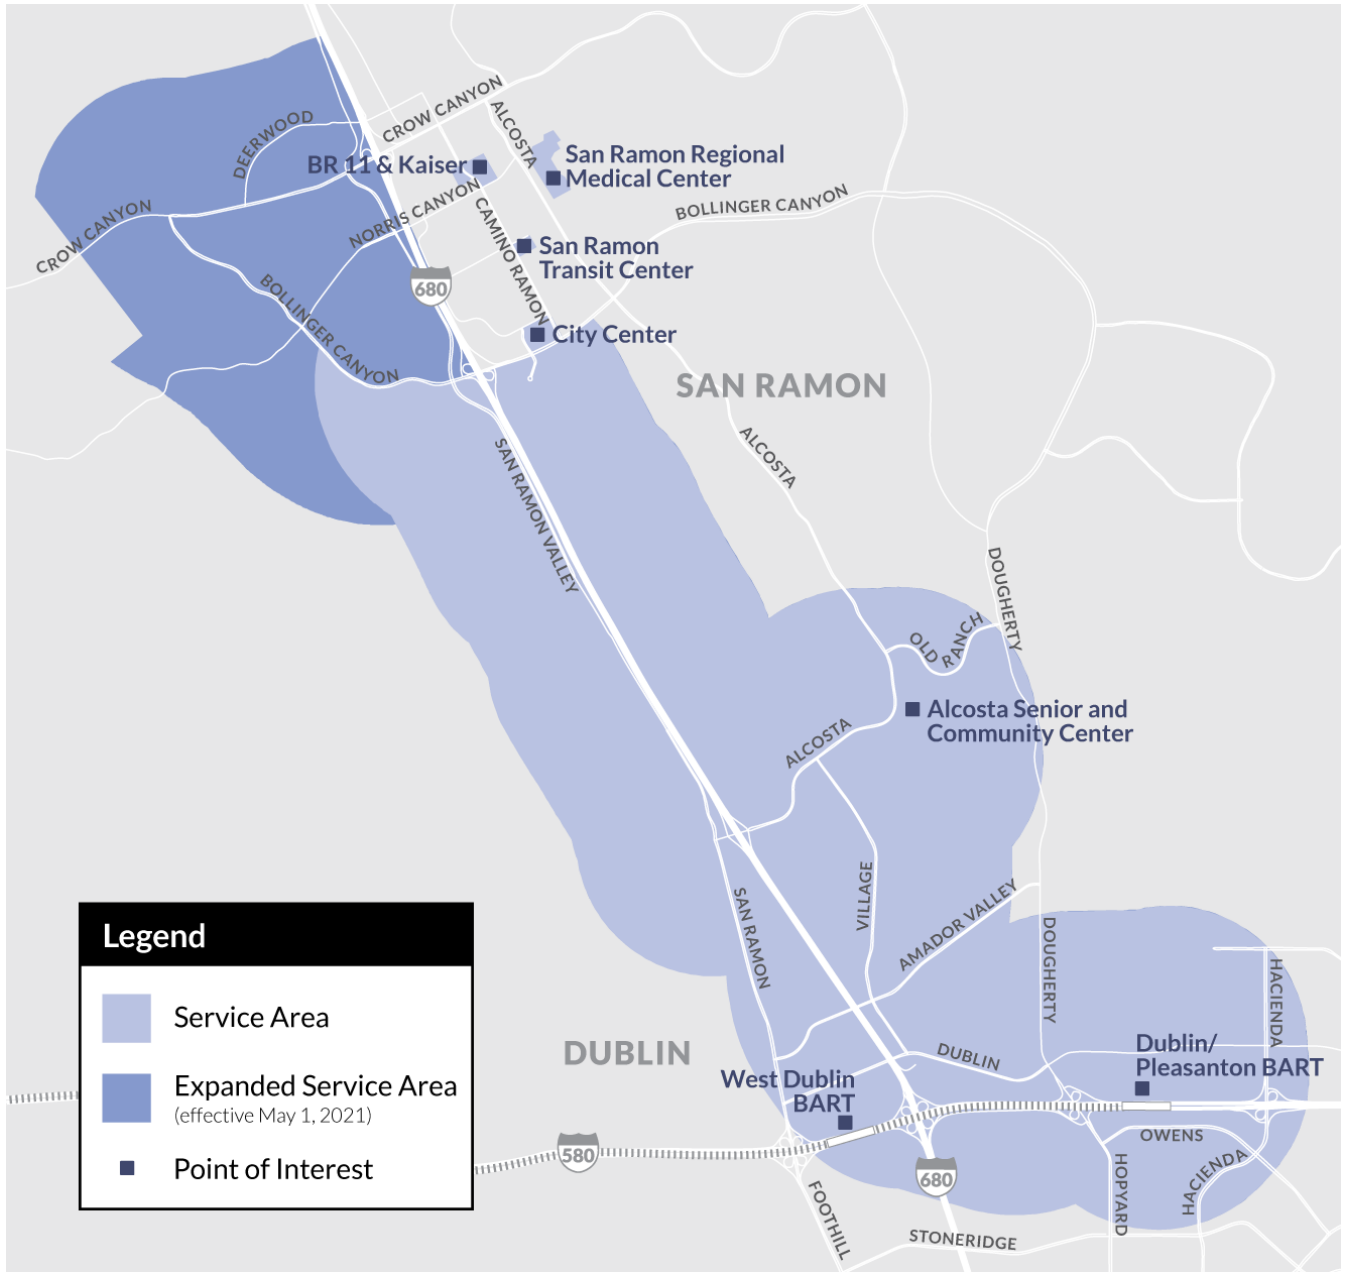 CROW CANYON
ALCOSTA
DEERWOOD
BR 11 & Kaiser
San Ramon Regional
Medical Center
NORRIS CANYON
CAMINO RAMON
BOLLINGER CANYON
CROW CANYON
San Ramon
Transit Center
680
BOLLINGER CANYON
City Center
SAN RAMON
ALCOSTA
SAN RAMON VALLEY
DOUGHERTY
OLD
RANCH
Alcosta Senior and
Community Center
ALCOSTA
VILLAGE
SAN RAMON
AMADOR VALLEY
DOUGHERTY
HACIENDA
DUBLIN
DUBLIN
Dublin/
Pleasanton BART
West Dublin
BART
OWENS
580
680
HOPYARD
HACIENDA
FOOTHILL
STONERIDGE
Legend
Service Area
Expanded Service Area
(effective May 1, 2021)
Point of Interest